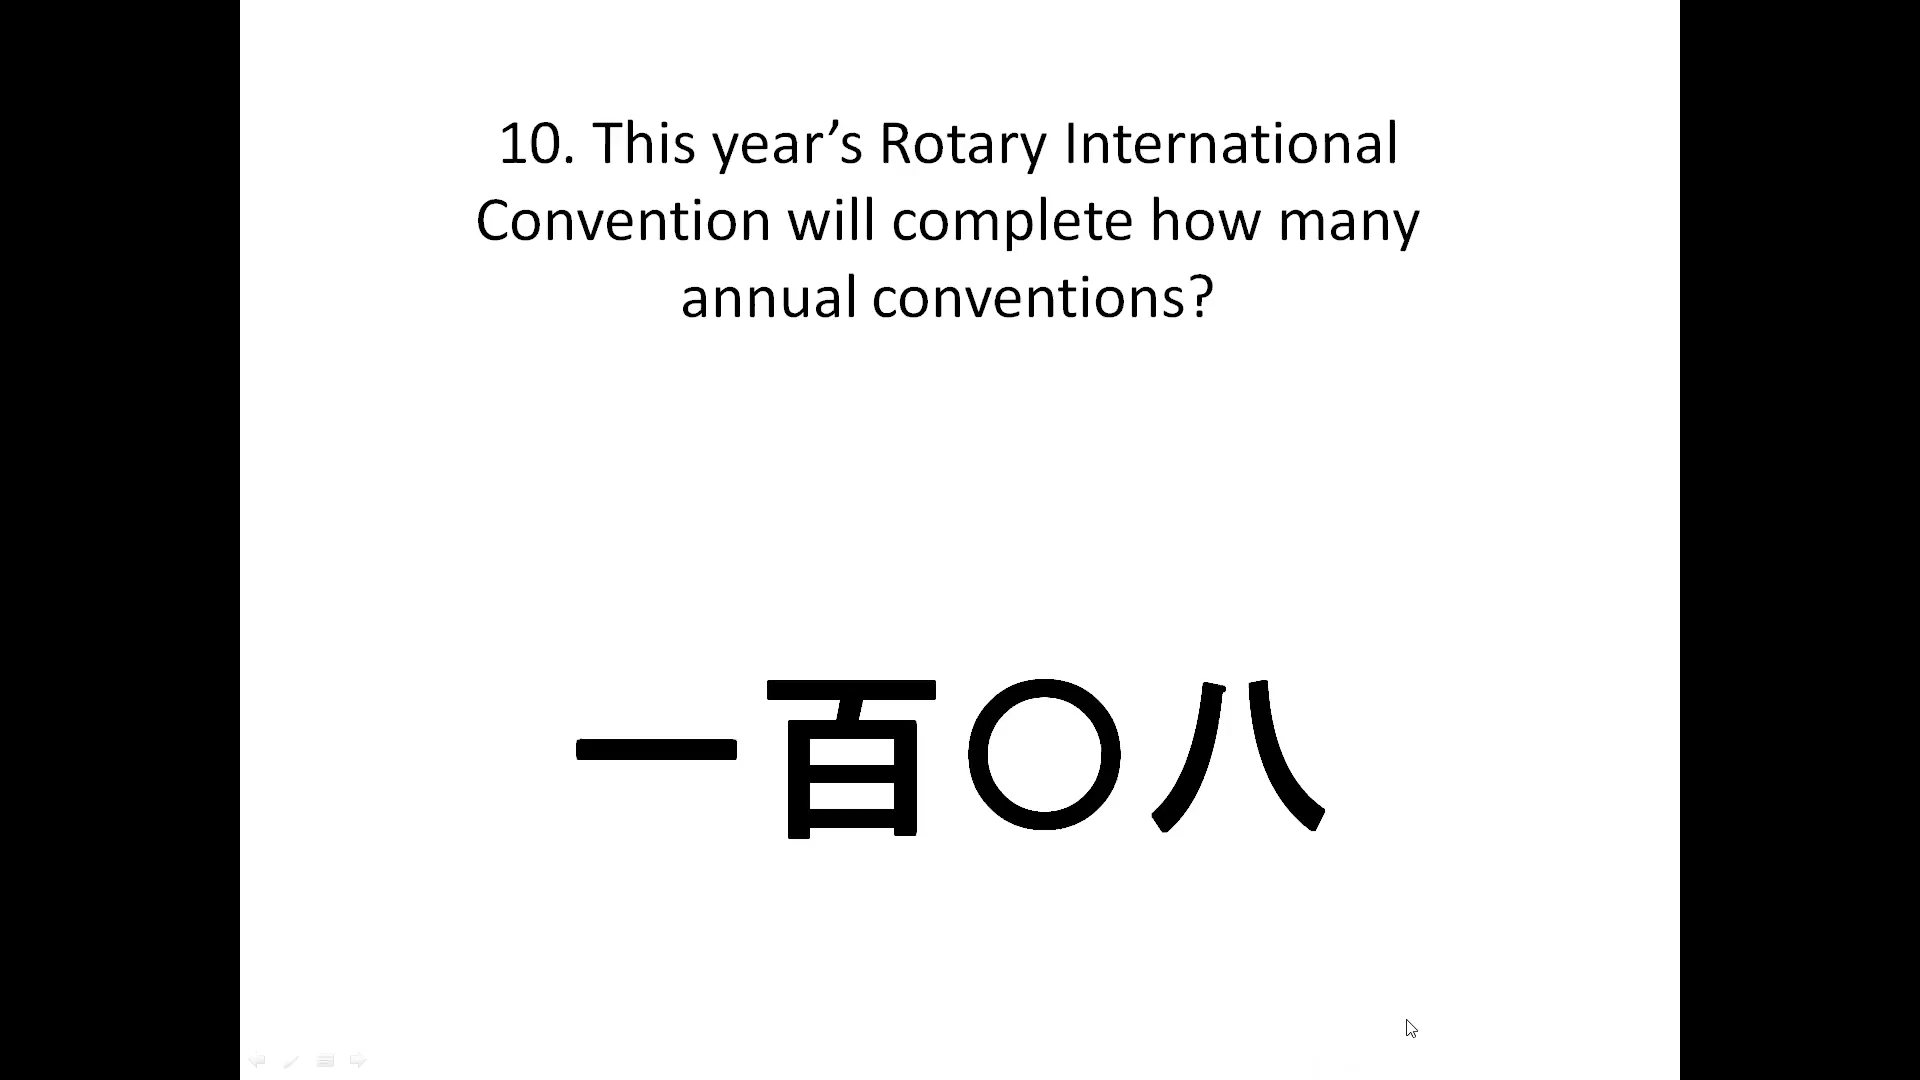 10. This year’s Rotary International
Convention will complete how many
annual conventions?
一百〇八